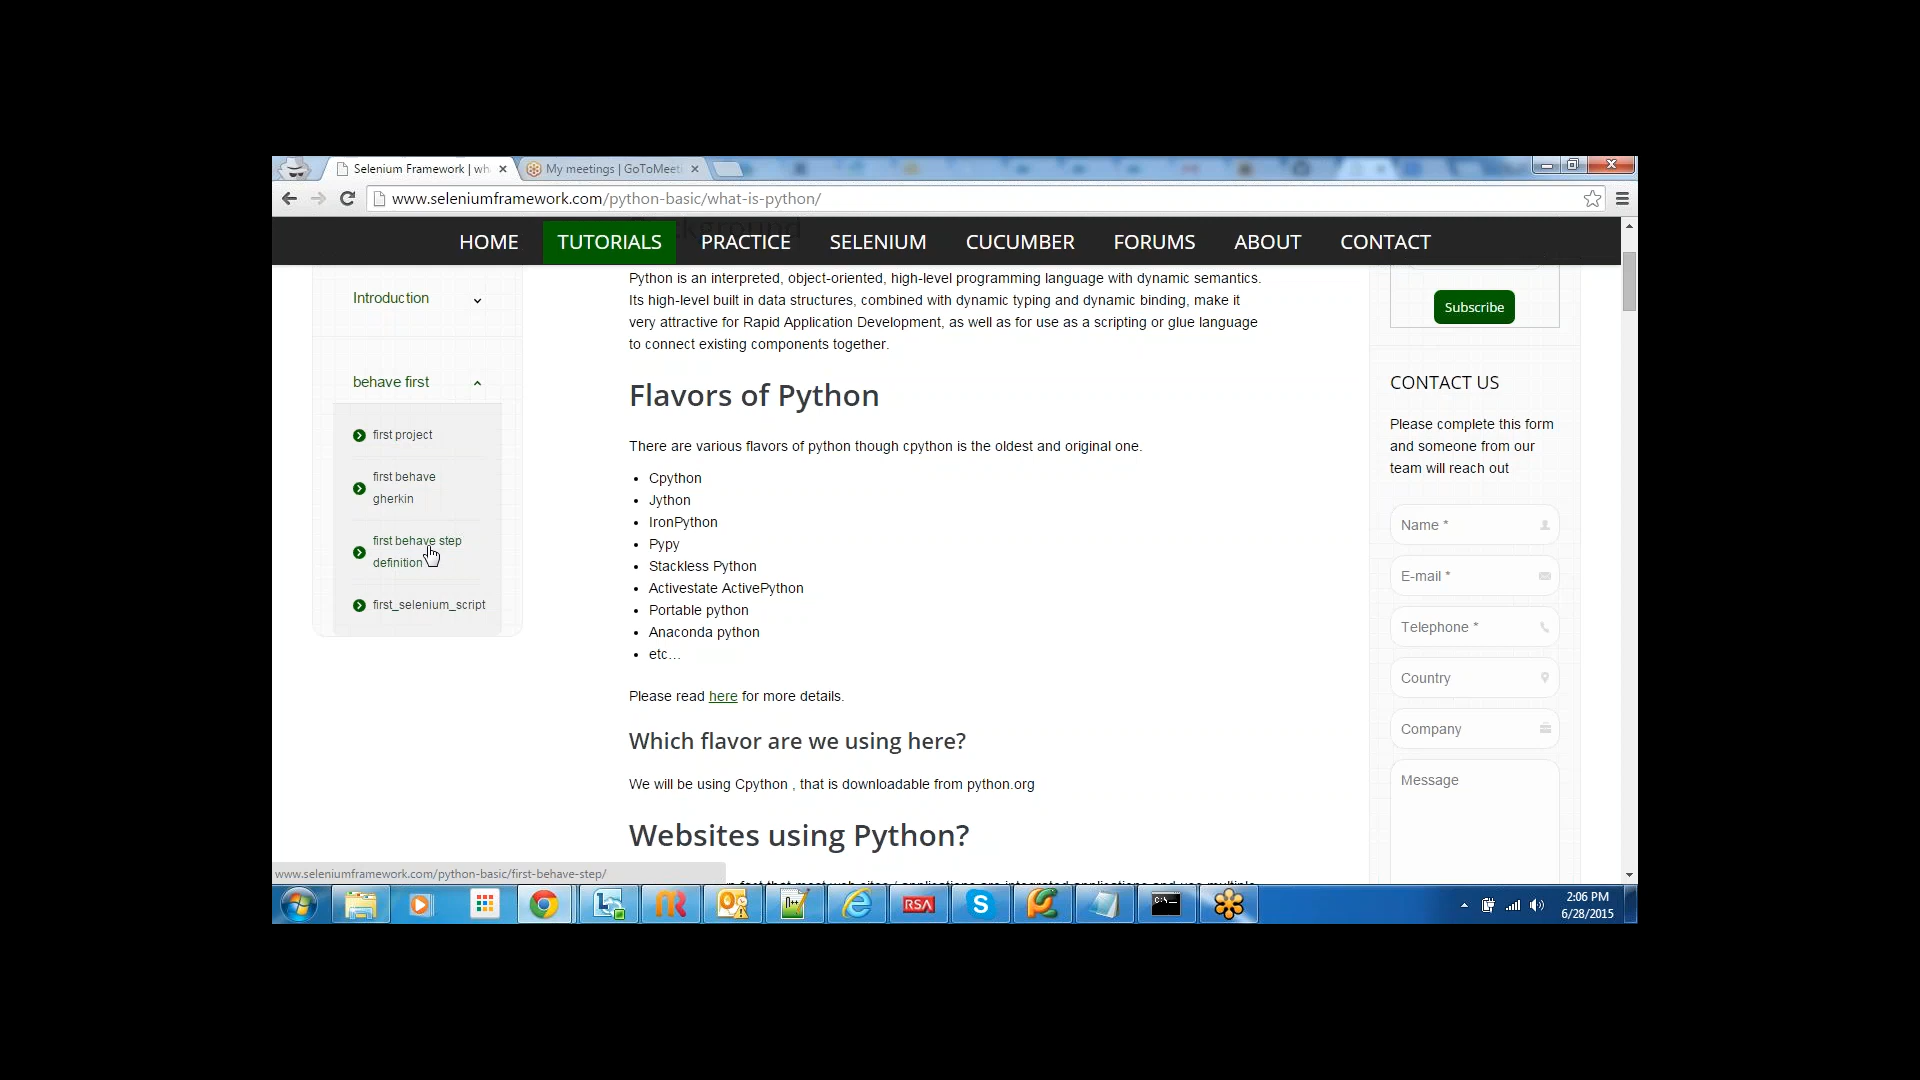 Selenium Framework | wh
My meetings | GoToMeeti
www.seleniumframework.com/python-basic/what-is-python/
HOME
TUTORIALS
PRACTICE
SELENIUM
CUCUMBER
FORUMS
ABOUT
CONTACT
Introduction
behave first
first project
first behave
gherkin
first behave step
definition
first_selenium_script
Python is an interpreted, object-oriented, high-level programming language with dynamic semantics.
Its high-level built in data structures, combined with dynamic typing and dynamic binding, make it
very attractive for Rapid Application Development, as well as for use as a scripting or glue language
to connect existing components together.
Flavors of Python
There are various flavors of python though cpython is the oldest and original one.
• Cpython
• Jython
• IronPython
• Pypy
• Stackless Python
• Activestate ActivePython
• Portable python
• Anaconda python
• etc…
Please read here for more details.
Which flavor are we using here?
We will be using Cpython , that is downloadable from python.org
Websites using Python?
Subscribe
CONTACT US
Please complete this form
and someone from our
team will reach out
Name *
E-mail *
Telephone *
Country
Company
Message
www.seleniumframework.com/python-basic/first-behave-step/
RSA
2:06 PM
6/28/2015